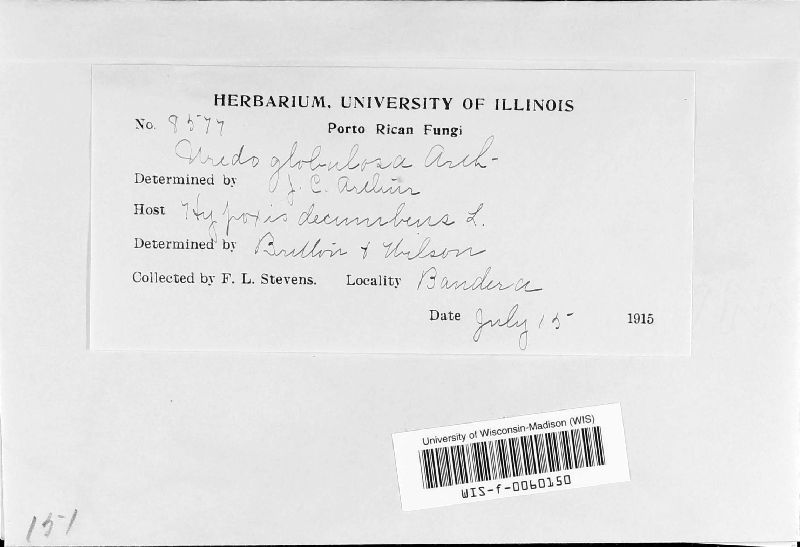 HERBARIUM, UNIVERSITY OF ILLINOIS
No. 8577
Porto Rican Fungi
Uredo globulosa Arth-
Determined by J. C. Arthur
Host Hypoxis decumbens L.
Determined by Britton & Wilson
Collected by F. L. Stevens. Locality Bandera
Date July 15 1915
University of Wisconsin-Madison (WIS)
WIS-f-0060150
151